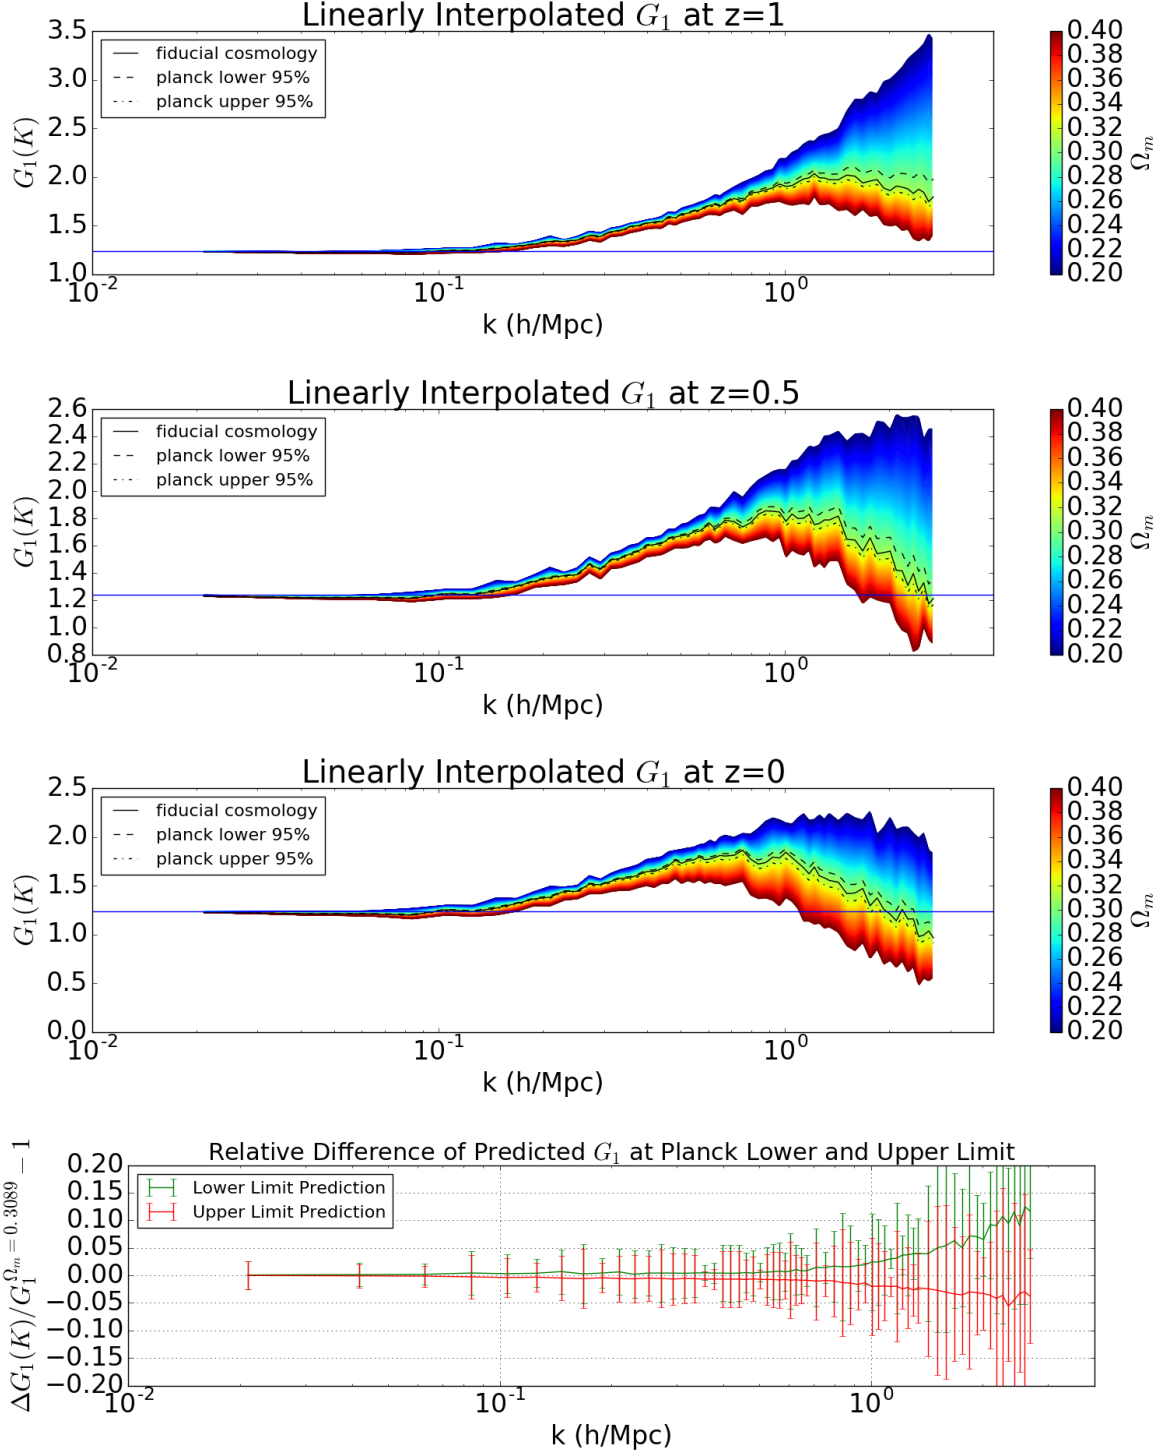 Linearly Interpolated G₁ at z=1
G₁(K)
3.5
3.0
2.5
2.0
1.5
1.0
fiducial cosmology
planck lower 95%
planck upper 95%
10⁻² 10⁻¹ 10⁰
k (h/Mpc)
0.40
0.38
0.36
0.34
0.32
0.30
0.28
0.26
0.24
0.22
0.20
Ωₘ
Linearly Interpolated G₁ at z=0.5
G₁(K)
2.6
2.4
2.2
2.0
1.8
1.6
1.4
1.2
1.0
0.8
fiducial cosmology
planck lower 95%
planck upper 95%
10⁻² 10⁻¹ 10⁰
k (h/Mpc)
0.40
0.38
0.36
0.34
0.32
0.30
0.28
0.26
0.24
0.22
0.20
Ωₘ
Linearly Interpolated G₁ at z=0
G₁(K)
2.5
2.0
1.5
1.0
0.5
0.0
fiducial cosmology
planck lower 95%
planck upper 95%
10⁻² 10⁻¹ 10⁰
k (h/Mpc)
0.40
0.38
0.36
0.34
0.32
0.30
0.28
0.26
0.24
0.22
0.20
Ωₘ
Relative Difference of Predicted G₁ at Planck Lower and Upper Limit
ΔG₁(K)/G₁^{Ωₘ=0.3089} − 1
0.20
0.15
0.10
0.05
0.00
−0.05
−0.10
−0.15
−0.20
Lower Limit Prediction
Upper Limit Prediction
10⁻² 10⁻¹ 10⁰
k (h/Mpc)